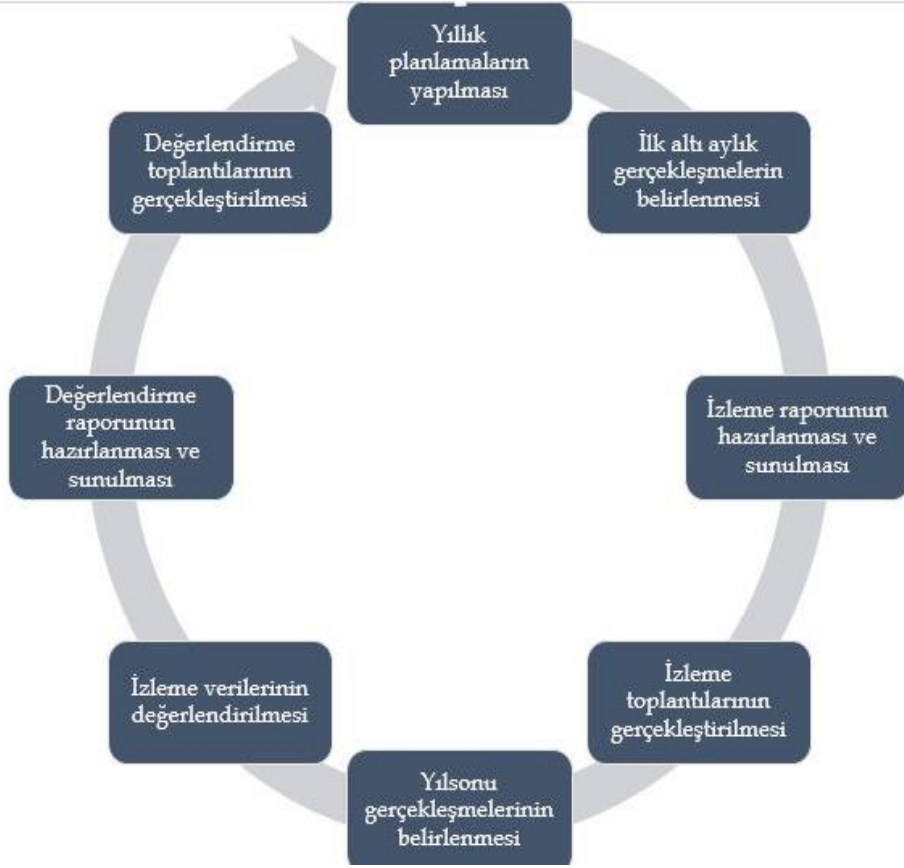 Yıllık
planlamaların
yapılması
İlk altı aylık
gerçekleşmelerin
belirlenmesi
İzleme raporunun
hazırlanması ve
sunulması
İzleme
toplantılarının
gerçekleştirilmesi
Yılsonu
gerçekleşmelerinin
belirlenmesi
İzleme verilerinin
değerlendirilmesi
Değerlendirme
raporunun
hazırlanması ve
sunulması
Değerlendirme
toplantılarının
gerçekleştirilmesi